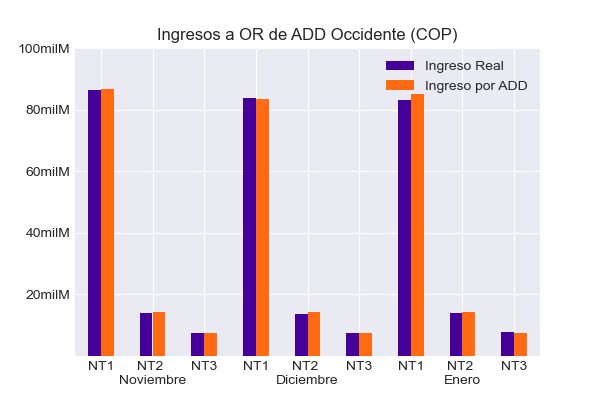 Ingresos a OR de ADD Occidente (COP)
100milM
80milM
60milM
40milM
20milM
Ingreso Real
Ingreso por ADD
NT1 NT2 NT3 NT1 NT2 NT3 NT1 NT2 NT3
Noviembre Diciembre Enero